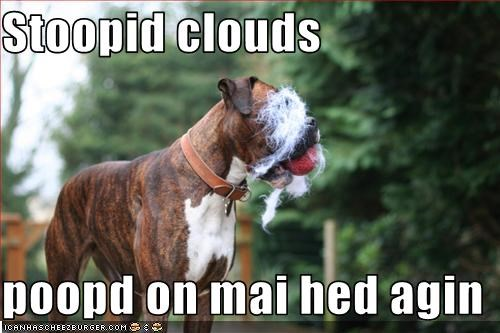 Stoopid clouds
poopd on mai hed agin
ICANHASCHEEZBURGER.COM